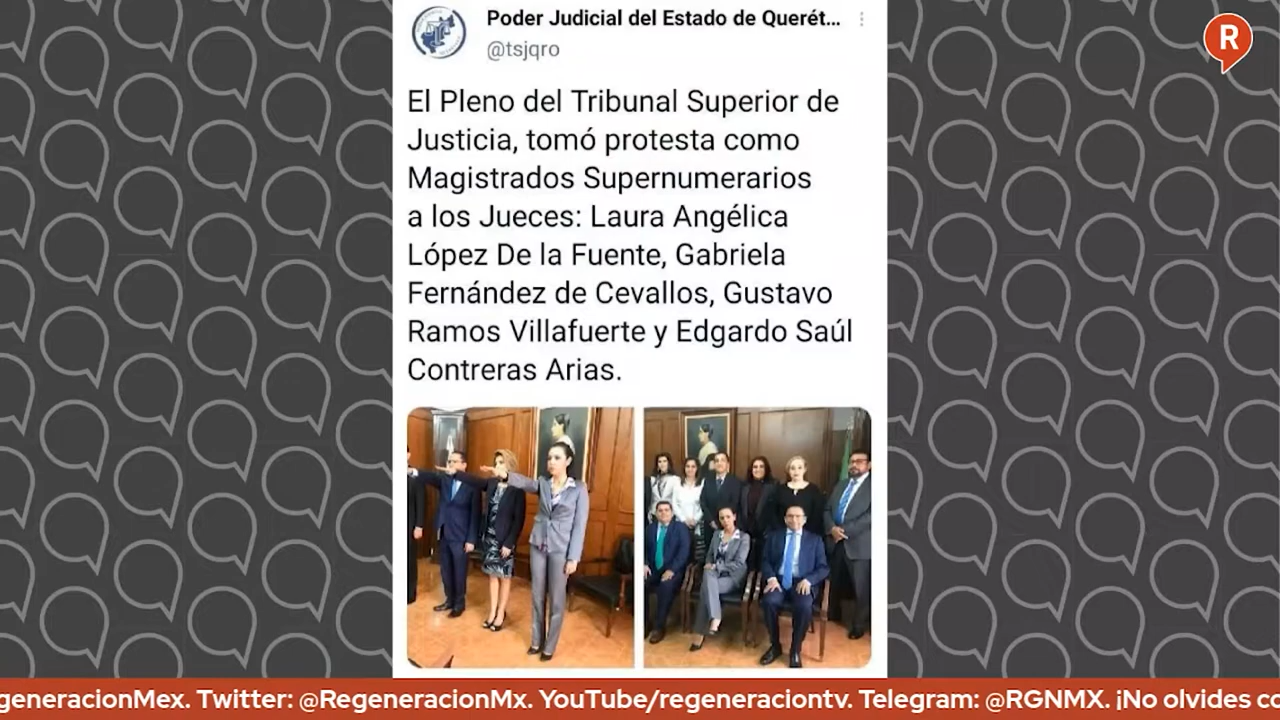 Poder Judicial del Estado de Querét...
@tsjqro
R
El Pleno del Tribunal Superior de
Justicia, tomó protesta como
Magistrados Supernumerarios
a los Jueces: Laura Angélica
López De la Fuente, Gabriela
Fernández de Cevallos, Gustavo
Ramos Villafuerte y Edgardo Saúl
Contreras Arias.
generacionMex. Twitter: @RegeneracionMx. YouTube/regeneraciontv. Telegram: @RGNMX. ¡No olvides co